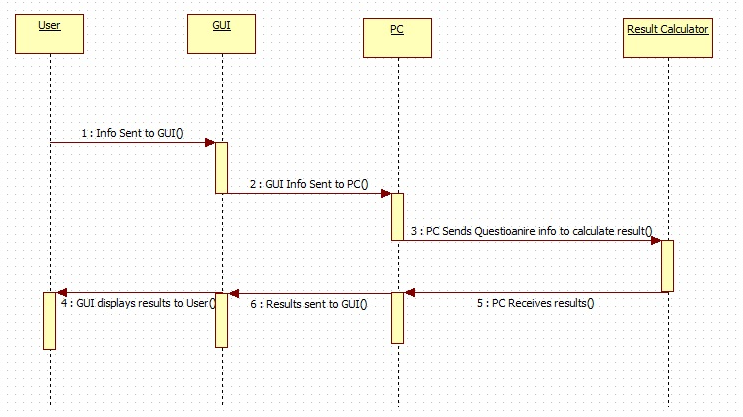 User
GUI
PC
Result Calculator
1 : Info Sent to GUI()
2 : GUI Info Sent to PC()
3 : PC Sends Questioanire info to calculate result()
4 : GUI displays results to User()
6 : Results sent to GUI()
5 : PC Receives results()